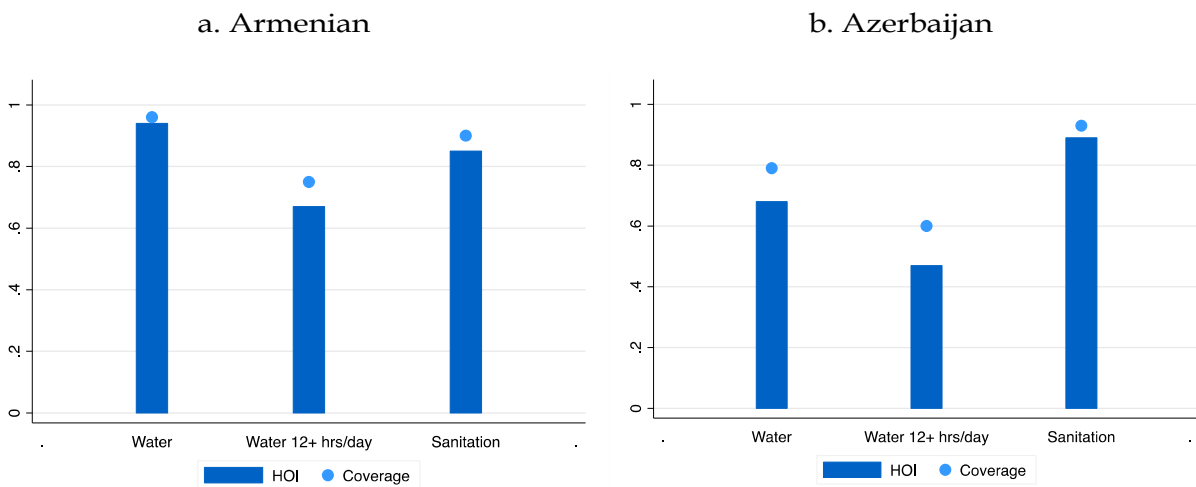 a. Armenian
1
.8
.6
.4
.2
0
. Water Water 12+ hrs/day Sanitation .
HOI Coverage
b. Azerbaijan
1
.8
.6
.4
.2
0
. Water Water 12+ hrs/day Sanitation .
HOI Coverage